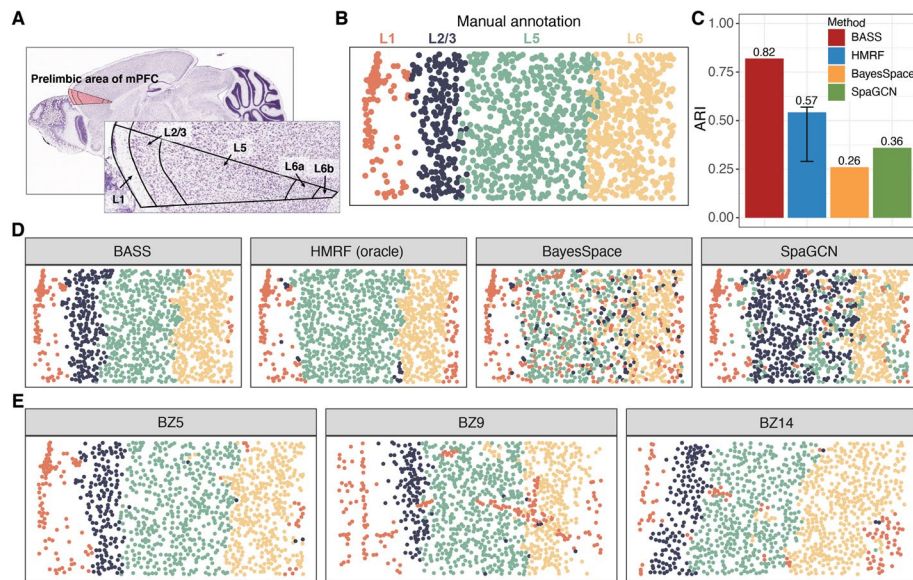 A
Prelimbic area of mPFC
L2/3
L5
L6a
L6b
L1
B
Manual annotation
L1
L2/3
L5
L6
C
ARI
1.00
0.75
0.50
0.25
0.00
Method
BASS
HMRF
BayesSpace
SpaGCN
0.82
0.57
0.26
0.36
D
BASS
HMRF (oracle)
BayesSpace
SpaGCN
E
BZ5
BZ9
BZ14